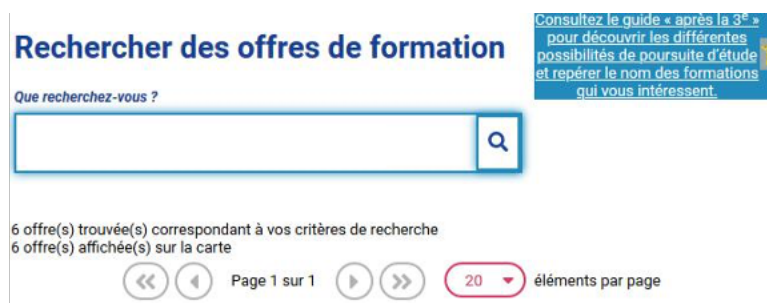 Consultez le guide « après la 3e »
pour découvrir les différentes
possibilités de poursuite d'étude
et repérer le nom des formations
qui vous intéressent.
Rechercher des offres de formation
Que recherchez-vous ?
6 offre(s) trouvée(s) correspondant à vos critères de recherche
6 offre(s) affichée(s) sur la carte
Page 1 sur 1 20 éléments par page